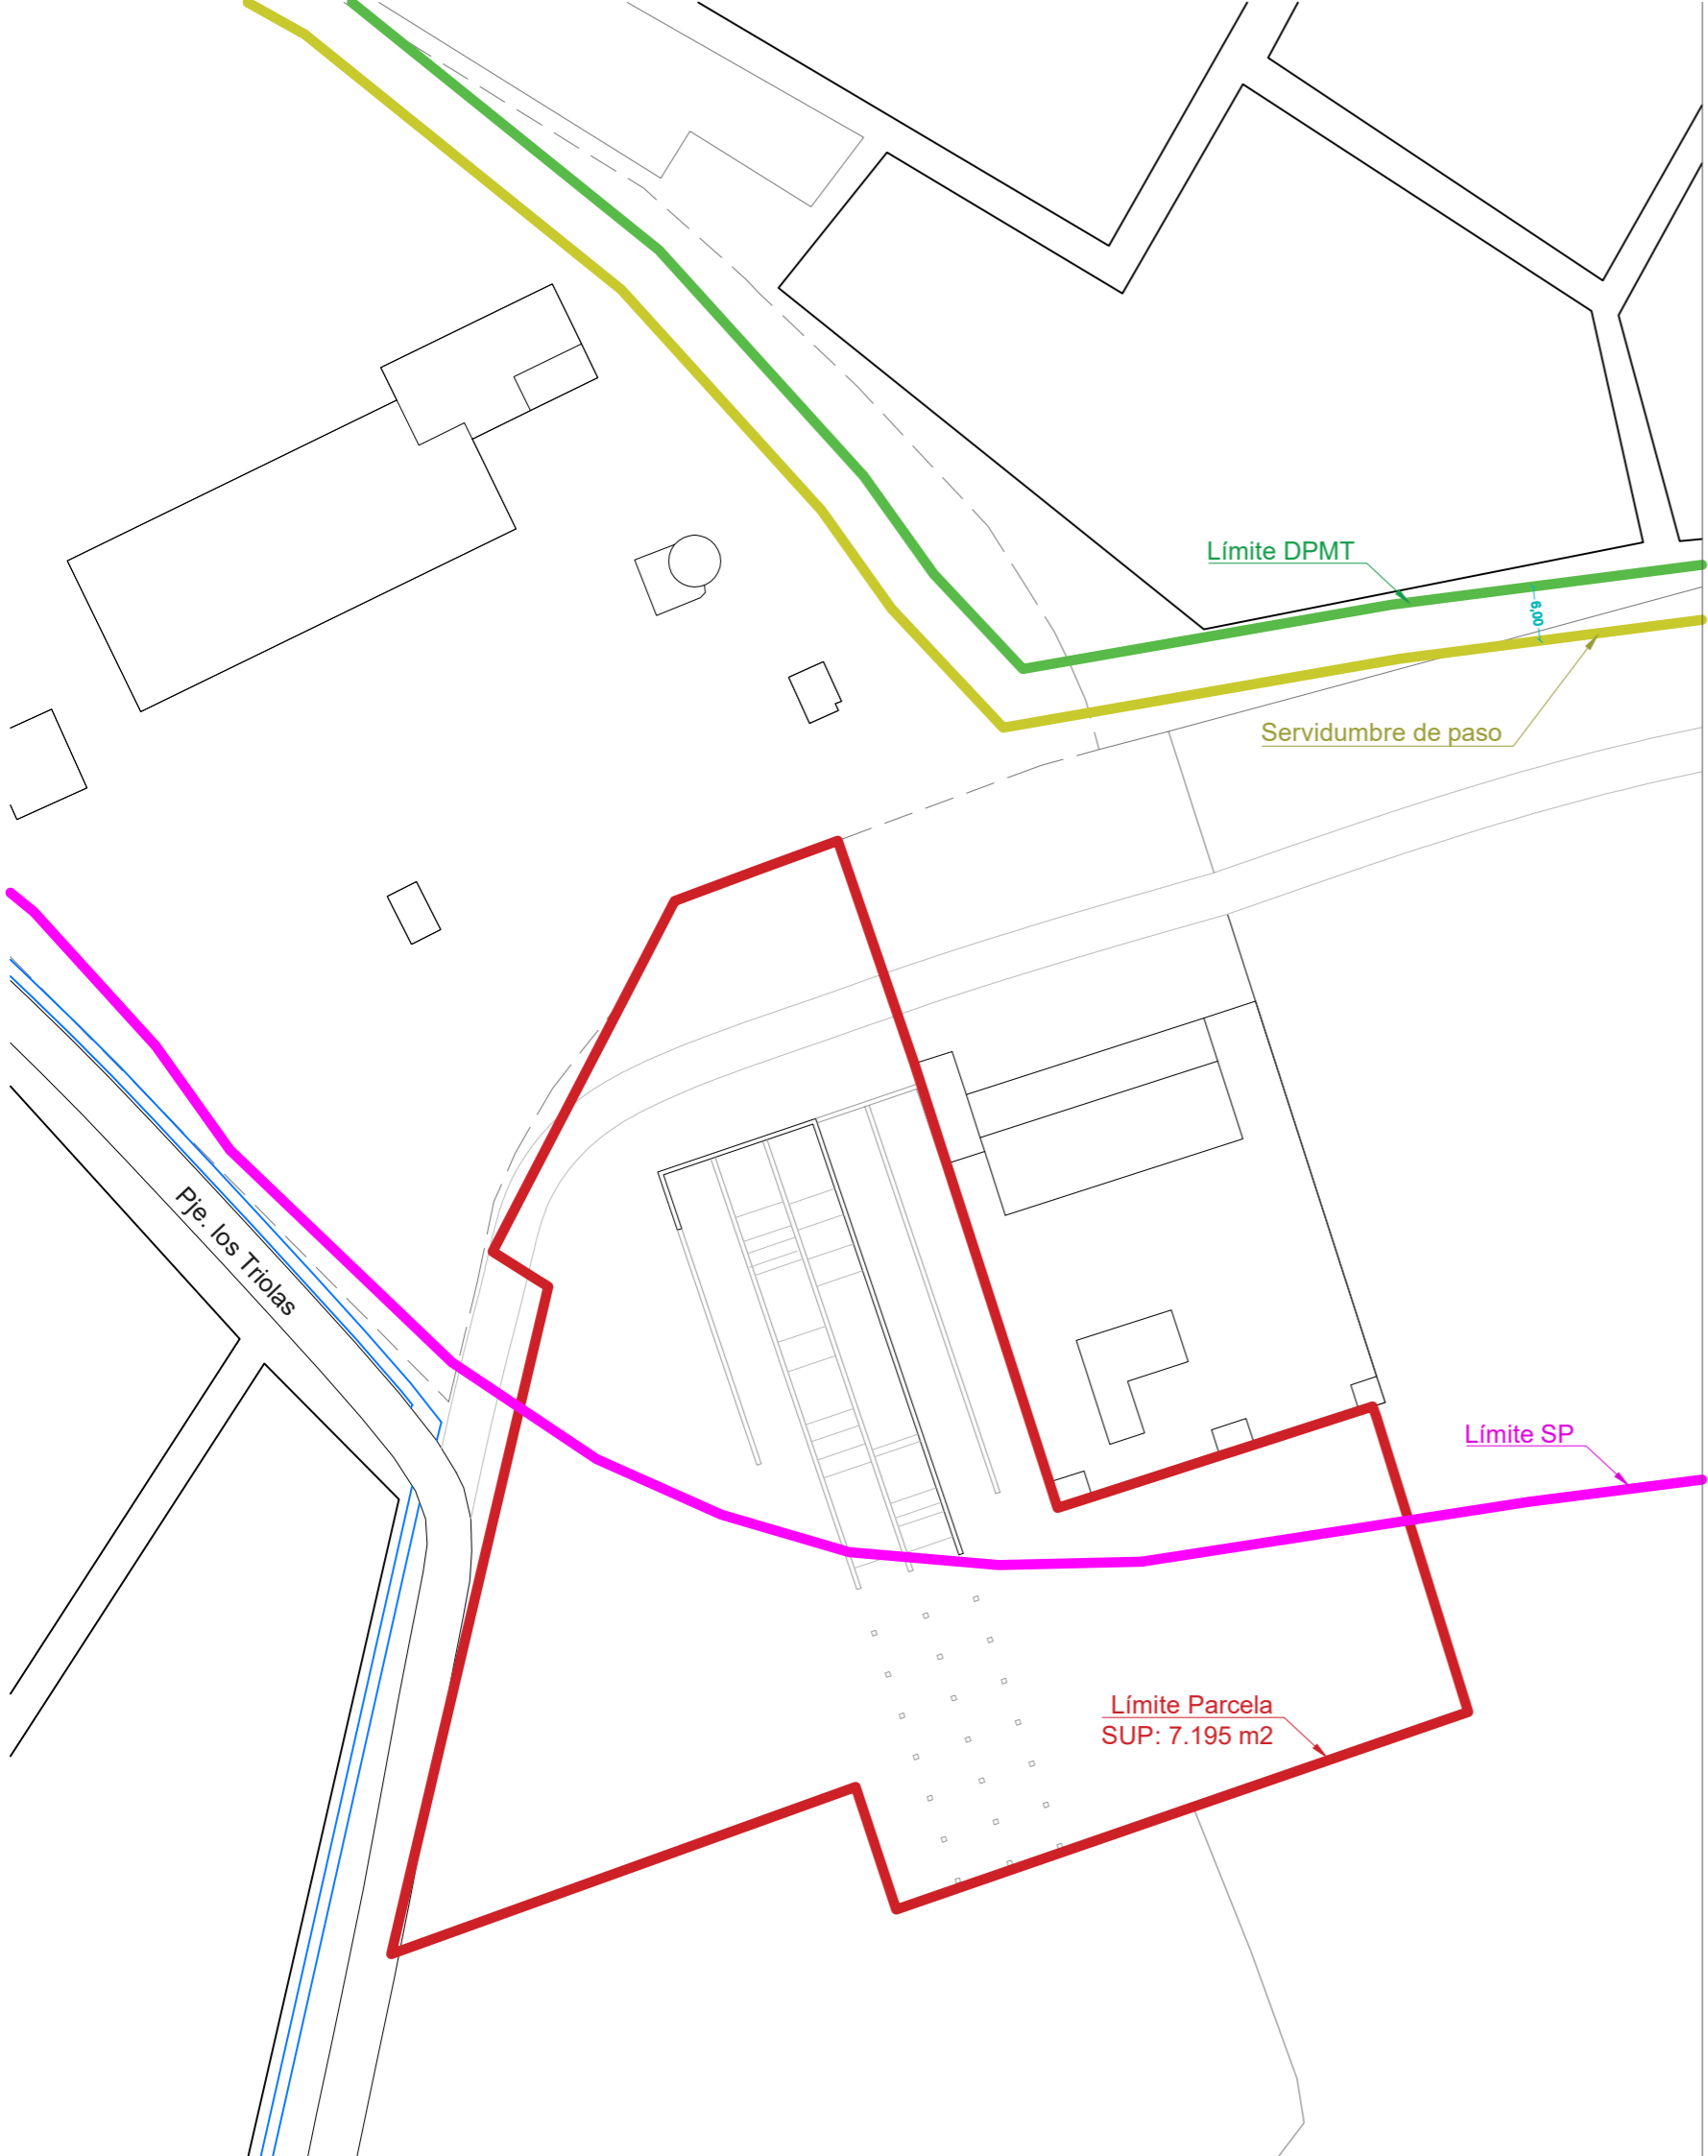 Límite DPMT
6,00
Servidumbre de paso
Pje. los Triolas
Límite SP
Límite Parcela
SUP: 7.195 m2